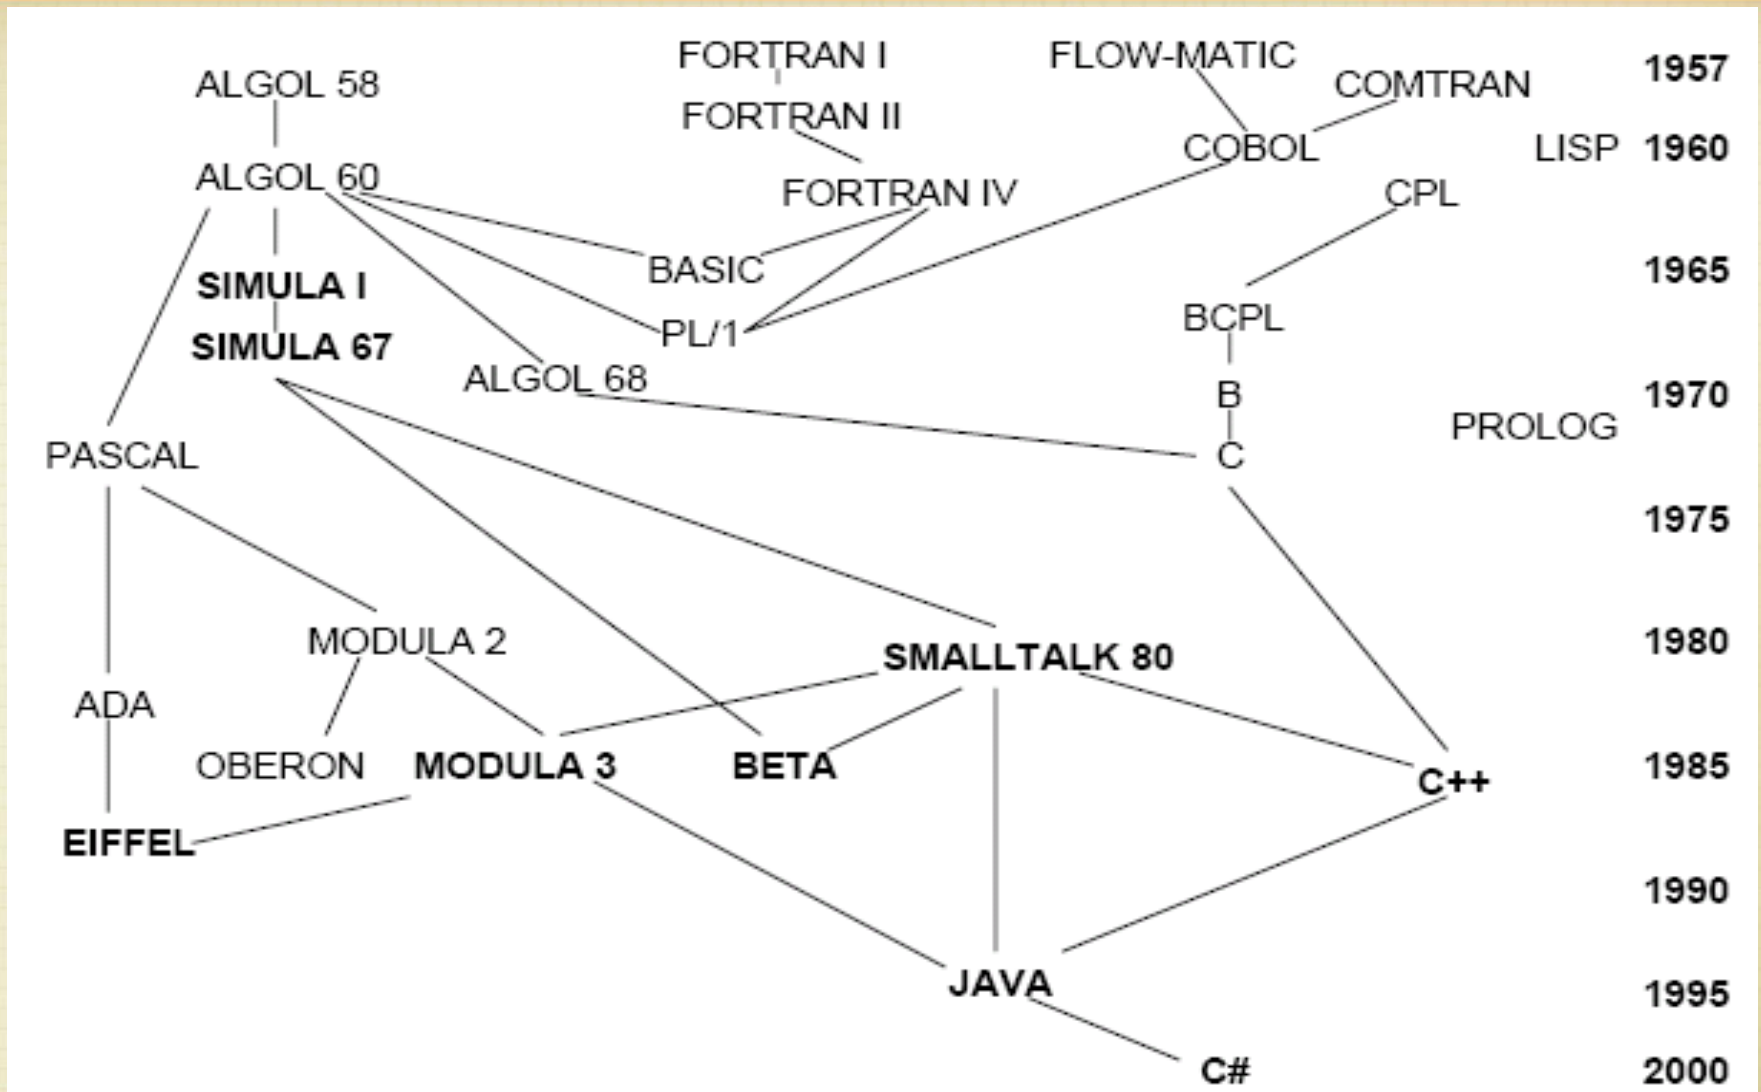 FORTRAN I
FLOW-MATIC
1957
ALGOL 58
COMTRAN
FORTRAN II
COBOL
LISP
1960
ALGOL 60
FORTRAN IV
CPL
BASIC
1965
SIMULA I
BCPL
PL/1
SIMULA 67
ALGOL 68
B
1970
PROLOG
PASCAL
C
1975
MODULA 2
1980
SMALLTALK 80
ADA
OBERON
MODULA 3
BETA
1985
C++
EIFFEL
1990
JAVA
1995
C#
2000